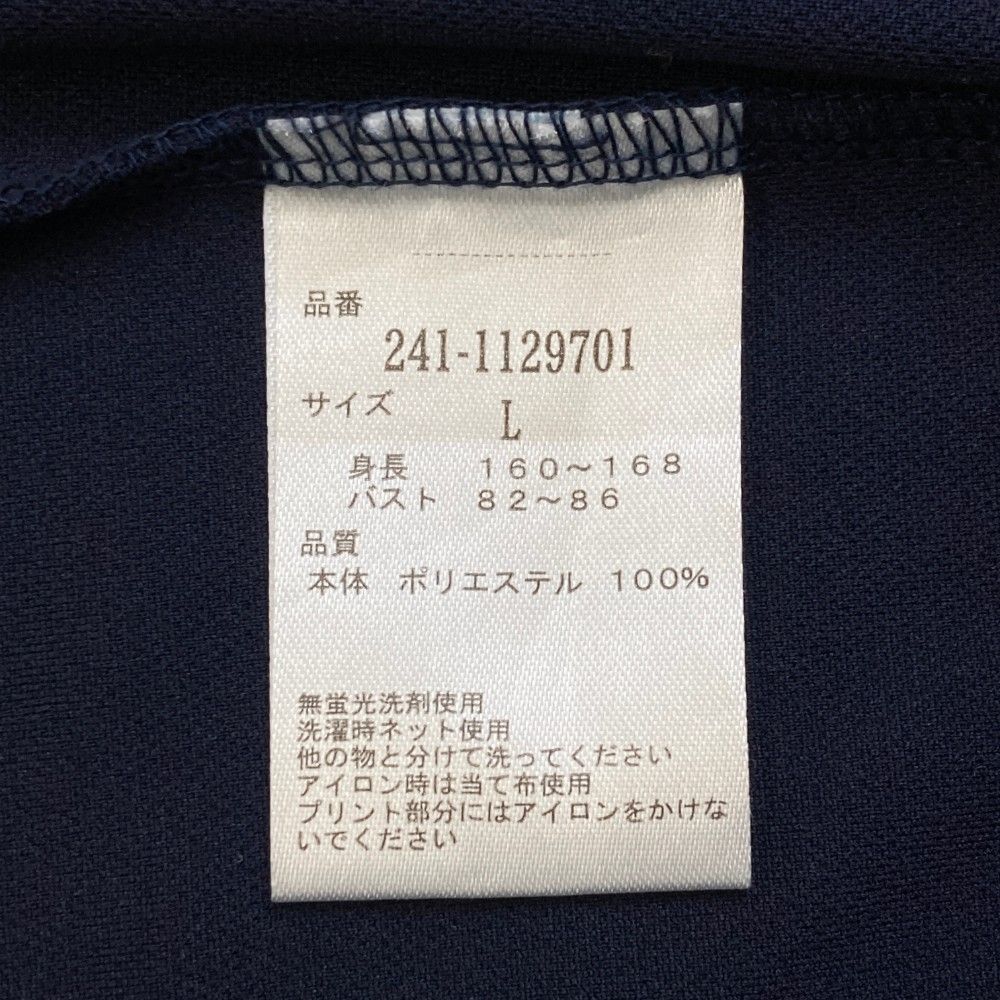 品番
241-1129701
サイズ
L
身長 160～168
バスト 82～86
品質
本体 ポリエステル 100%
無蛍光洗剤使用
洗濯時ネット使用
他の物と分けて洗ってください
アイロン時は当て布使用
プリント部分にはアイロンをかけな
いでください